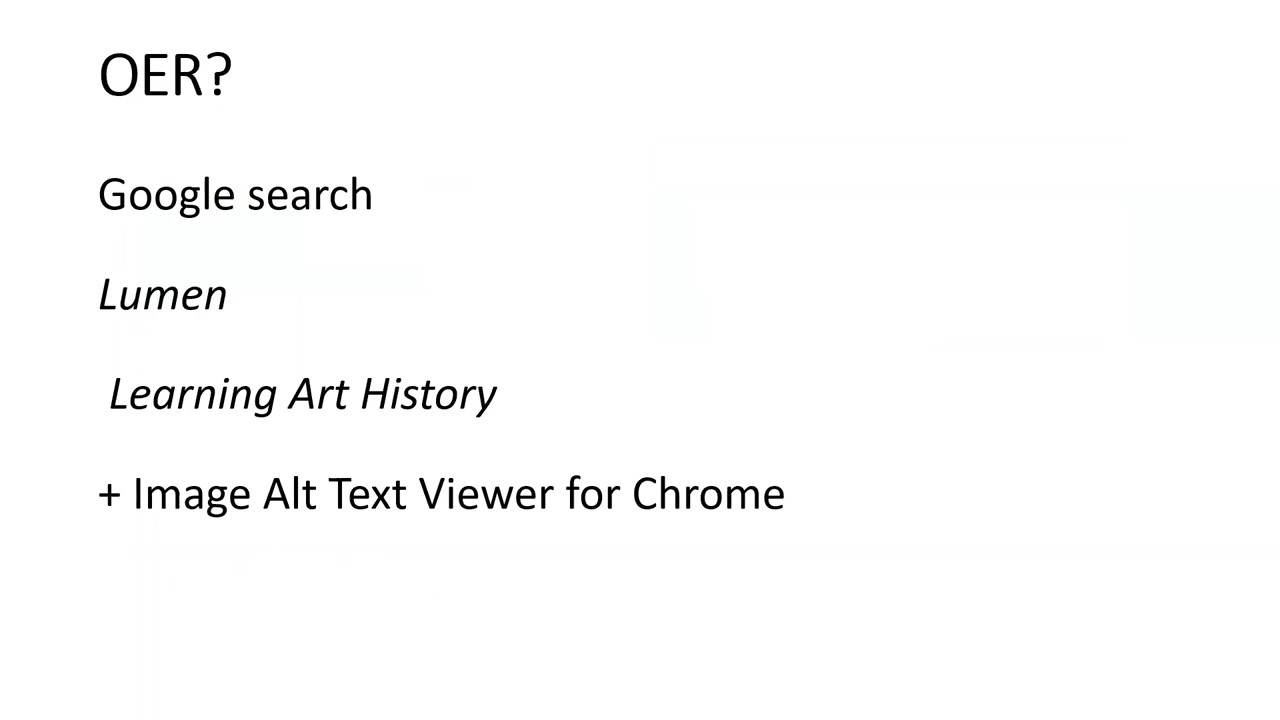 OER?
Google search
Lumen
Learning Art History
+ Image Alt Text Viewer for Chrome